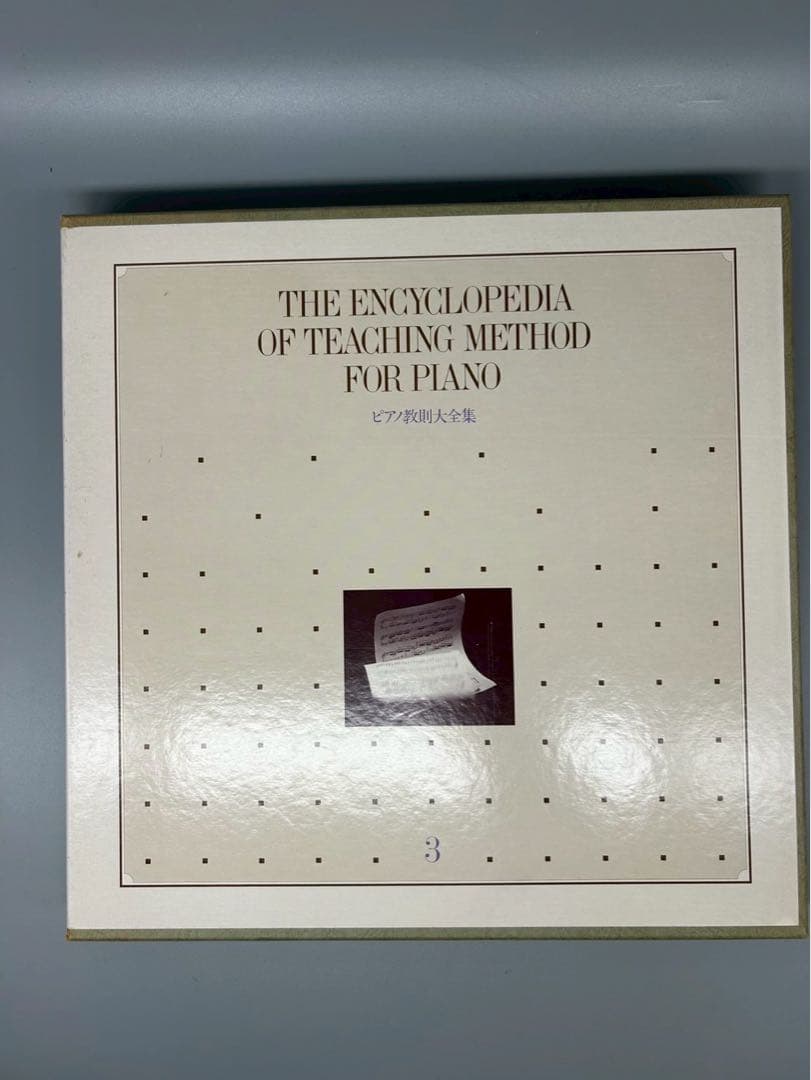 THE ENCYCLOPEDIA
OF TEACHING METHOD
FOR PIANO
ピアノ教則大全集
3